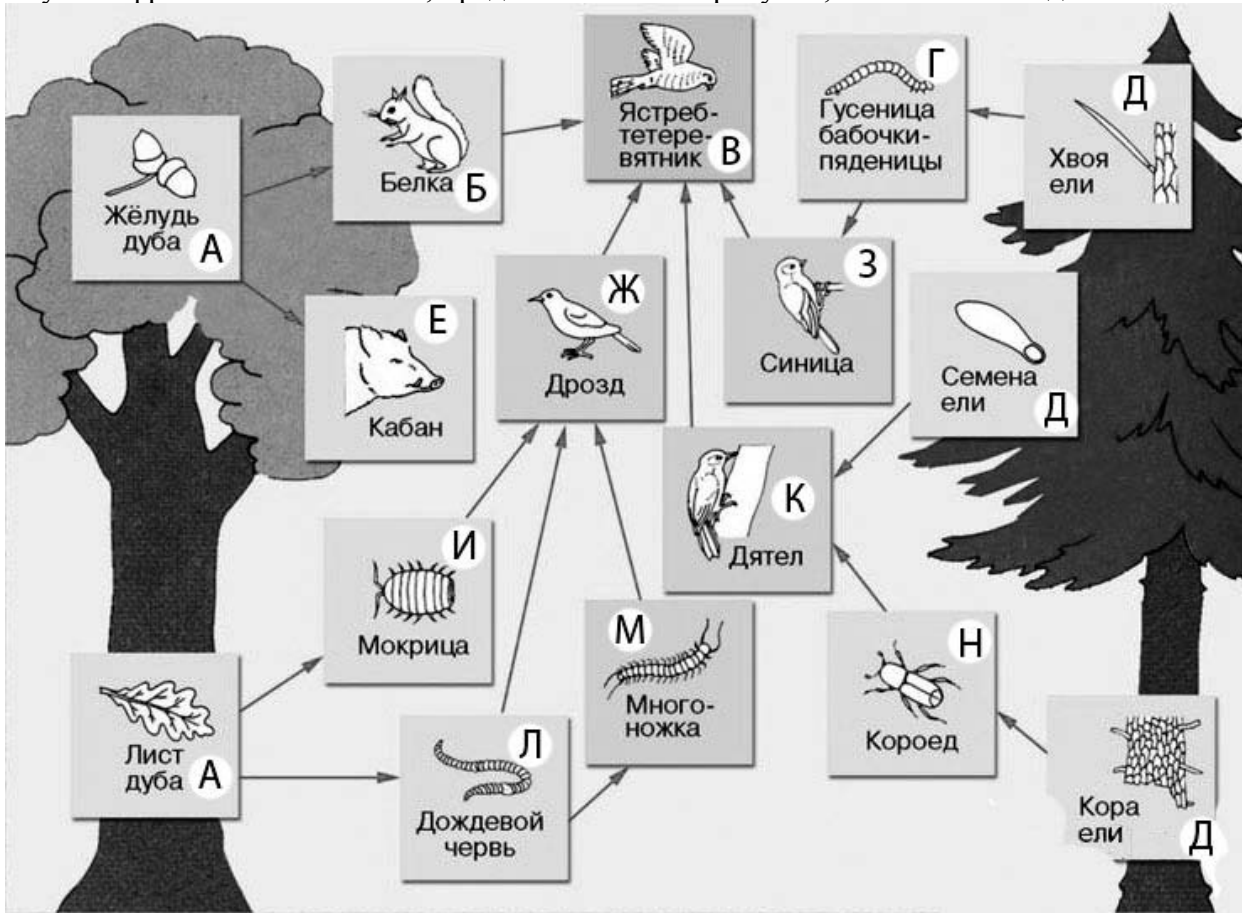 Ястреб-
тетере-
вятник
В
Г
Гусеница
бабочки-
пяденицы
Д
Хвоя
ели
Белка Б
Жёлудь
дуба А
Ж
Дрозд
З
Синица
Е
Кабан
Семена
ели Д
К
Дятел
И
Мокрица
М
Много-
ножка
Н
Короед
Лист
дуба А
Л
Дождевой
червь
Кора
ели Д